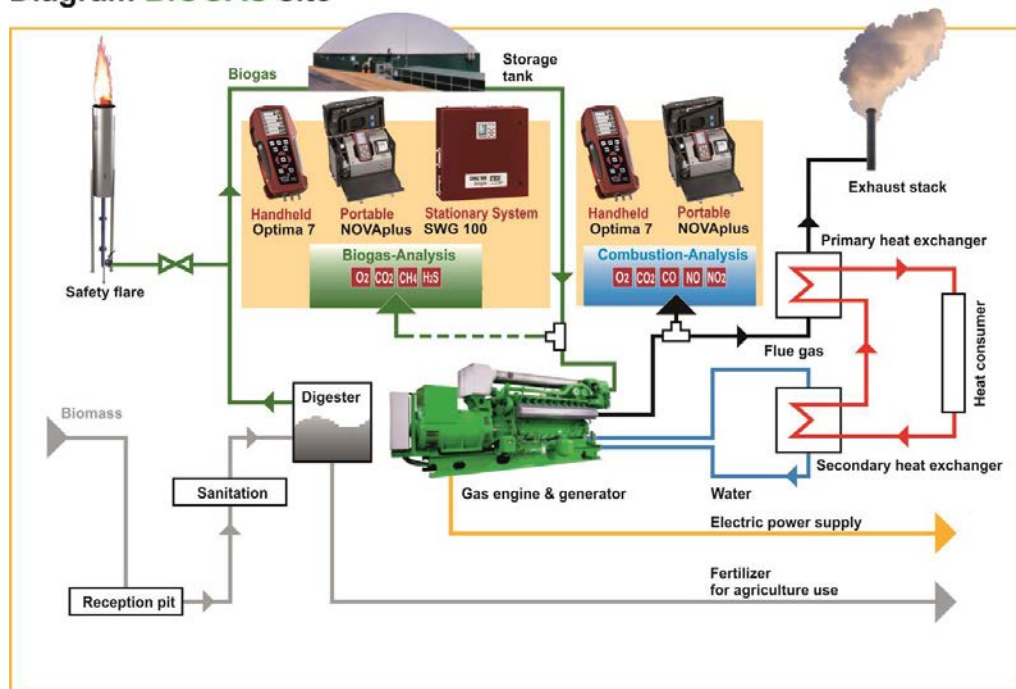 Diagram BIOGAS site
Biogas
Storage
tank
Handheld
Optima 7
Portable
NOVAplus
Stationary System
SWG 100
Biogas-Analysis
O2 CO2 CH4 H2S
Handheld
Optima 7
Portable
NOVAplus
Combustion-Analysis
O2 CO2 CO NO NO2
Exhaust stack
Primary heat exchanger
Safety flare
Flue gas
Heat consumer
Digester
Biomass
Secondary heat exchanger
Sanitation
Gas engine & generator
Water
Electric power supply
Reception pit
Fertilizer
for agriculture use